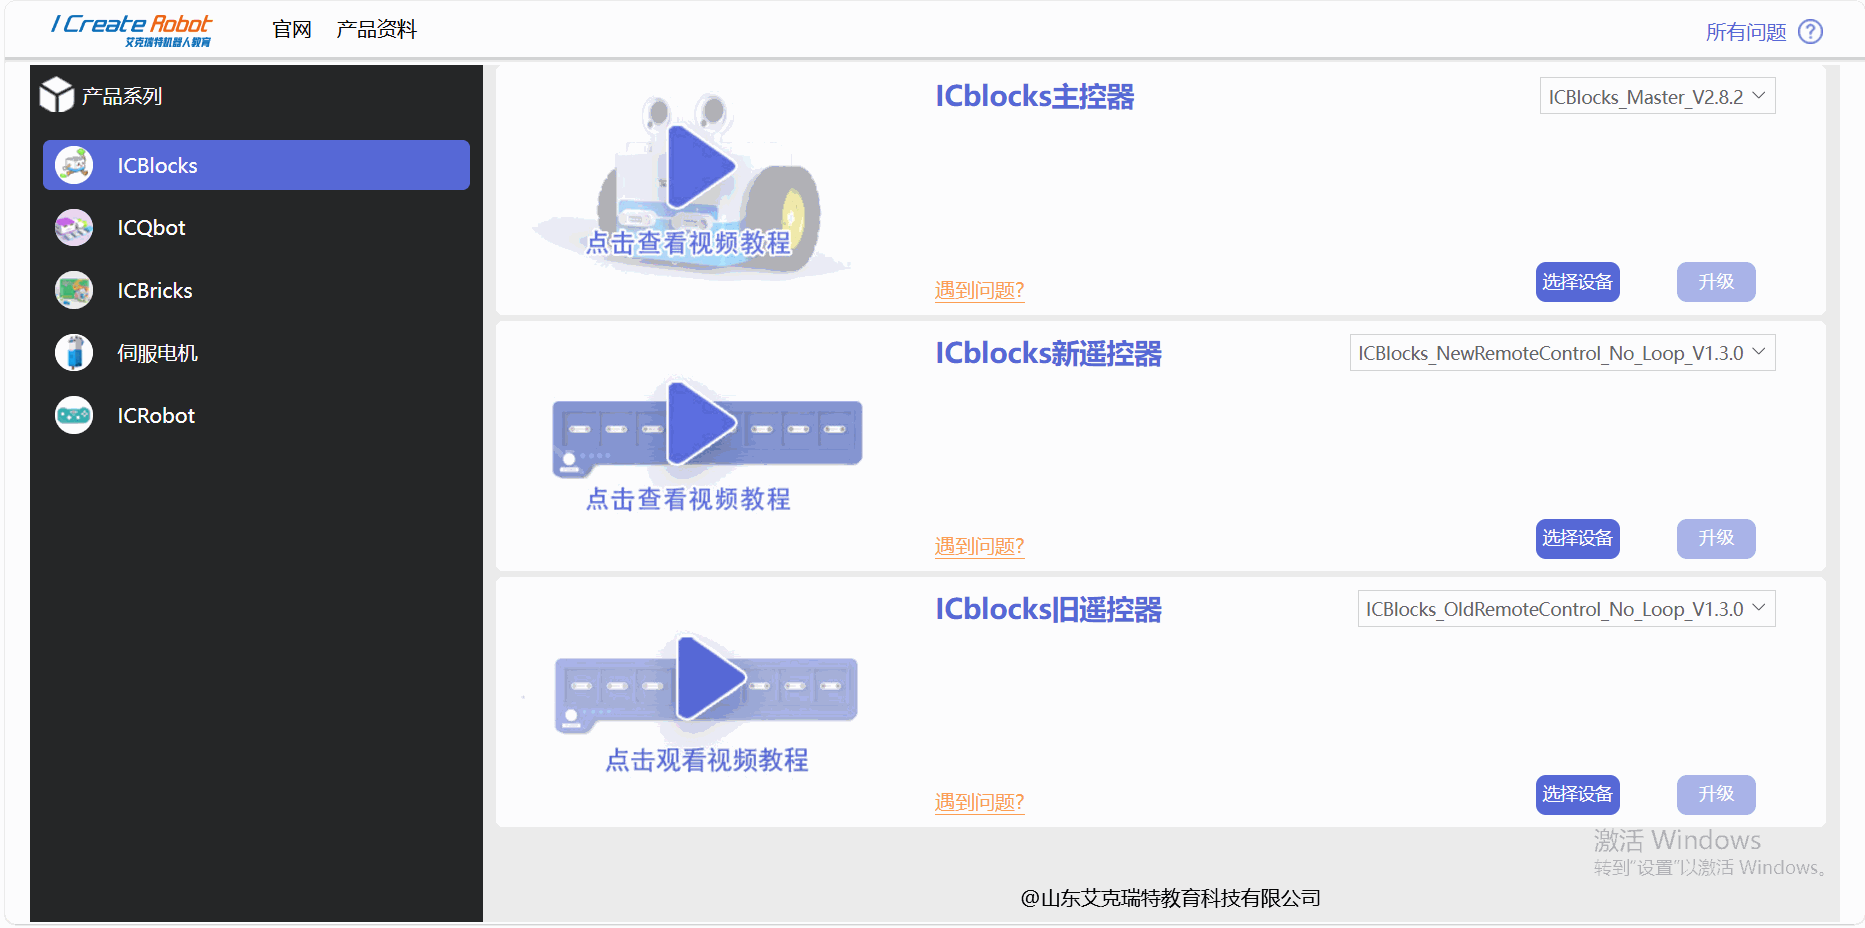 I Create Robot
艾克瑞特机器人教育
官网 产品资料
所有问题 ?
产品系列
ICBlocks
ICQbot
ICBricks
伺服电机
ICRobot
ICblocks主控器
ICBlocks_Master_V2.8.2
点击查看视频教程
遇到问题?
选择设备 升级
ICblocks新遥控器
ICBlocks_NewRemoteControl_No_Loop_V1.3.0
点击查看视频教程
遇到问题?
选择设备 升级
ICblocks旧遥控器
ICBlocks_OldRemoteControl_No_Loop_V1.3.0
点击观看视频教程
遇到问题?
选择设备 升级
激活 Windows
转到“设置”以激活 Windows。
@山东艾克瑞特教育科技有限公司